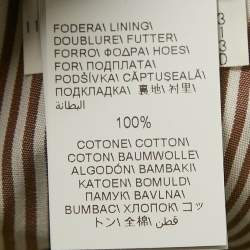 FODERA\ LINING\
DOUBLURE\ FUTTER\
FORRO\ ФОДРА\ HOES\
FOR\ ПОДПЛАТА\
PODŠÍVKA\ CĂPTUŞEALĂ\
ПОДКЛАДКА\ 裏地\ 衬里\
البطانة
100%
COTONE\ COTTON\
COTON\ BAUMWOLLE\
ALGODÓN\ BAMBAKI\
KATOEN\ BOMULD\
ПАМУК\ BAVLNA\
BUMBAC\ ХЛОПОК\ コッ
トン\ 全棉\ قطن